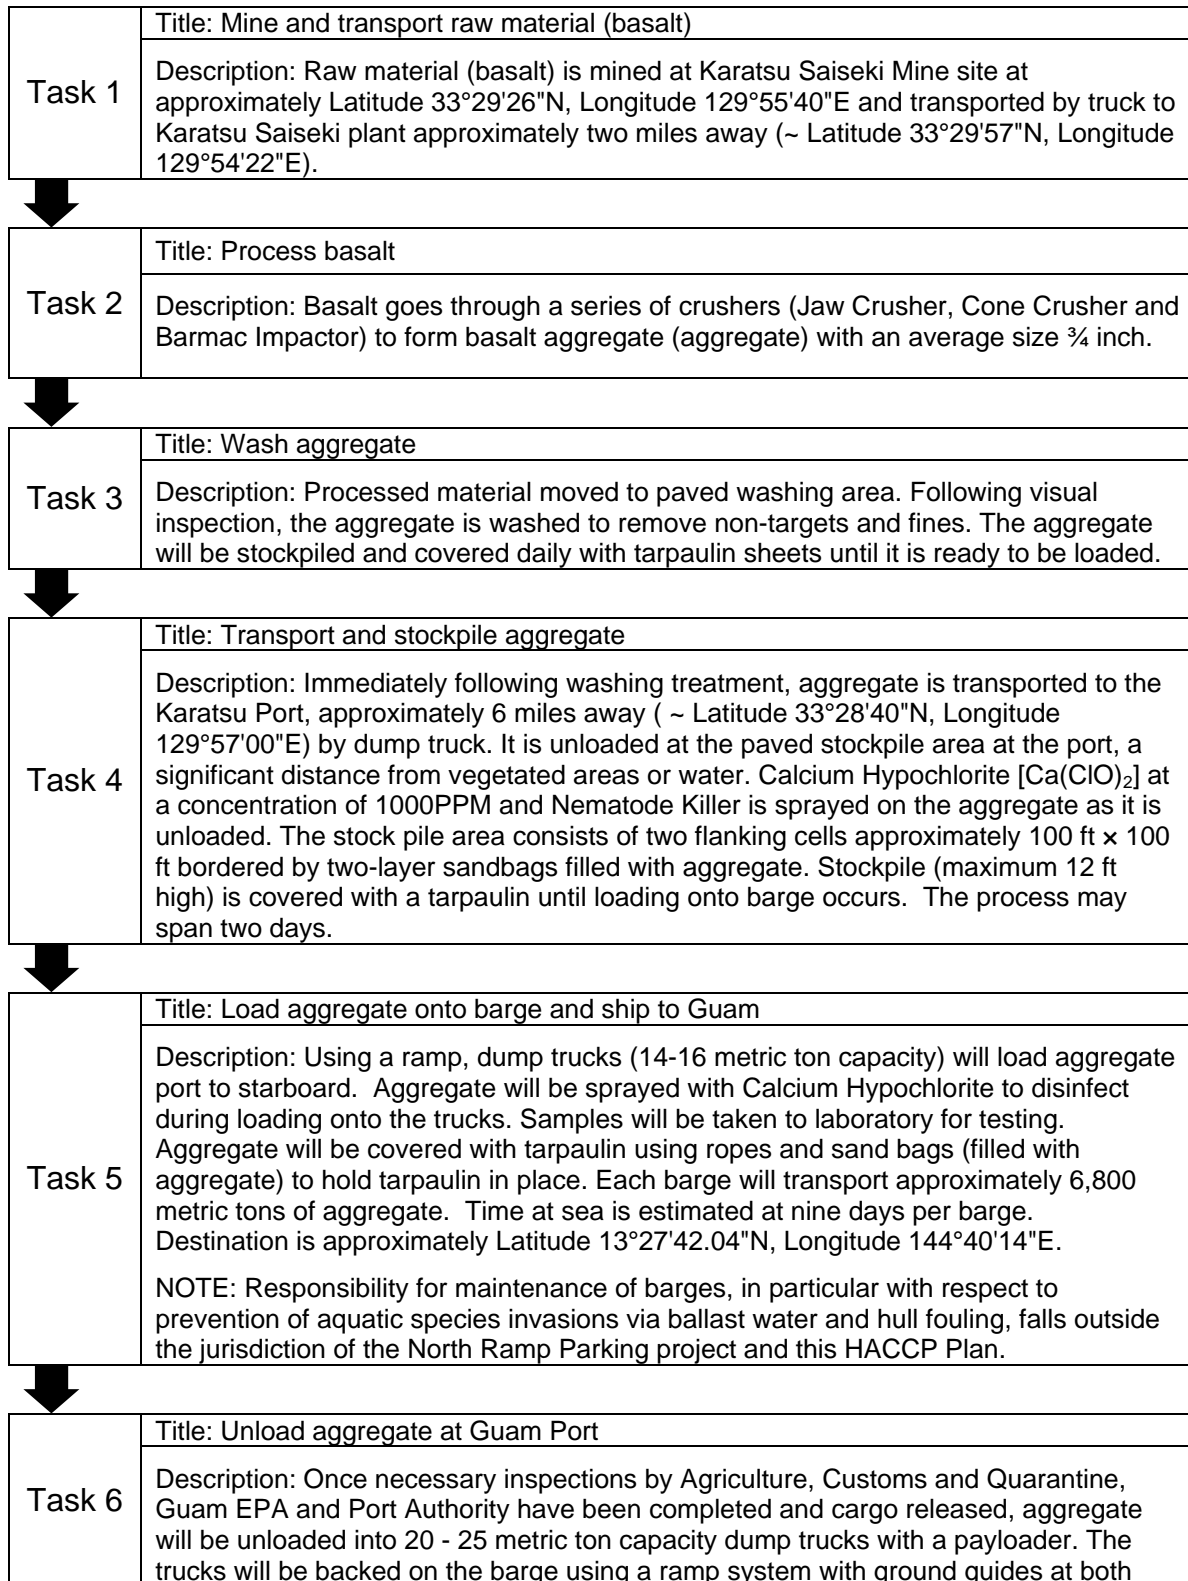 Title: Mine and transport raw material (basalt)
Task 1
Description: Raw material (basalt) is mined at Karatsu Saiseki Mine site at
approximately Latitude 33°29'26"N, Longitude 129°55'40"E and transported by truck to
Karatsu Saiseki plant approximately two miles away (~ Latitude 33°29'57"N, Longitude
129°54'22"E).
Title: Process basalt
Task 2
Description: Basalt goes through a series of crushers (Jaw Crusher, Cone Crusher and
Barmac Impactor) to form basalt aggregate (aggregate) with an average size ¾ inch.
Title: Wash aggregate
Task 3
Description: Processed material moved to paved washing area. Following visual
inspection, the aggregate is washed to remove non-targets and fines. The aggregate
will be stockpiled and covered daily with tarpaulin sheets until it is ready to be loaded.
Title: Transport and stockpile aggregate
Task 4
Description: Immediately following washing treatment, aggregate is transported to the
Karatsu Port, approximately 6 miles away ( ~ Latitude 33°28'40"N, Longitude
129°57'00"E) by dump truck. It is unloaded at the paved stockpile area at the port, a
significant distance from vegetated areas or water. Calcium Hypochlorite [Ca(ClO)₂] at
a concentration of 1000PPM and Nematode Killer is sprayed on the aggregate as it is
unloaded. The stock pile area consists of two flanking cells approximately 100 ft × 100
ft bordered by two-layer sandbags filled with aggregate. Stockpile (maximum 12 ft
high) is covered with a tarpaulin until loading onto barge occurs. The process may
span two days.
Title: Load aggregate onto barge and ship to Guam
Task 5
Description: Using a ramp, dump trucks (14-16 metric ton capacity) will load aggregate
port to starboard. Aggregate will be sprayed with Calcium Hypochlorite to disinfect
during loading onto the trucks. Samples will be taken to laboratory for testing.
Aggregate will be covered with tarpaulin using ropes and sand bags (filled with
aggregate) to hold tarpaulin in place. Each barge will transport approximately 6,800
metric tons of aggregate. Time at sea is estimated at nine days per barge.
Destination is approximately Latitude 13°27'42.04"N, Longitude 144°40'14"E.
NOTE: Responsibility for maintenance of barges, in particular with respect to
prevention of aquatic species invasions via ballast water and hull fouling, falls outside
the jurisdiction of the North Ramp Parking project and this HACCP Plan.
Title: Unload aggregate at Guam Port
Task 6
Description: Once necessary inspections by Agriculture, Customs and Quarantine,
Guam EPA and Port Authority have been completed and cargo released, aggregate
will be unloaded into 20 - 25 metric ton capacity dump trucks with a payloader. The
trucks will be backed on the barge using a ramp system with ground guides at both